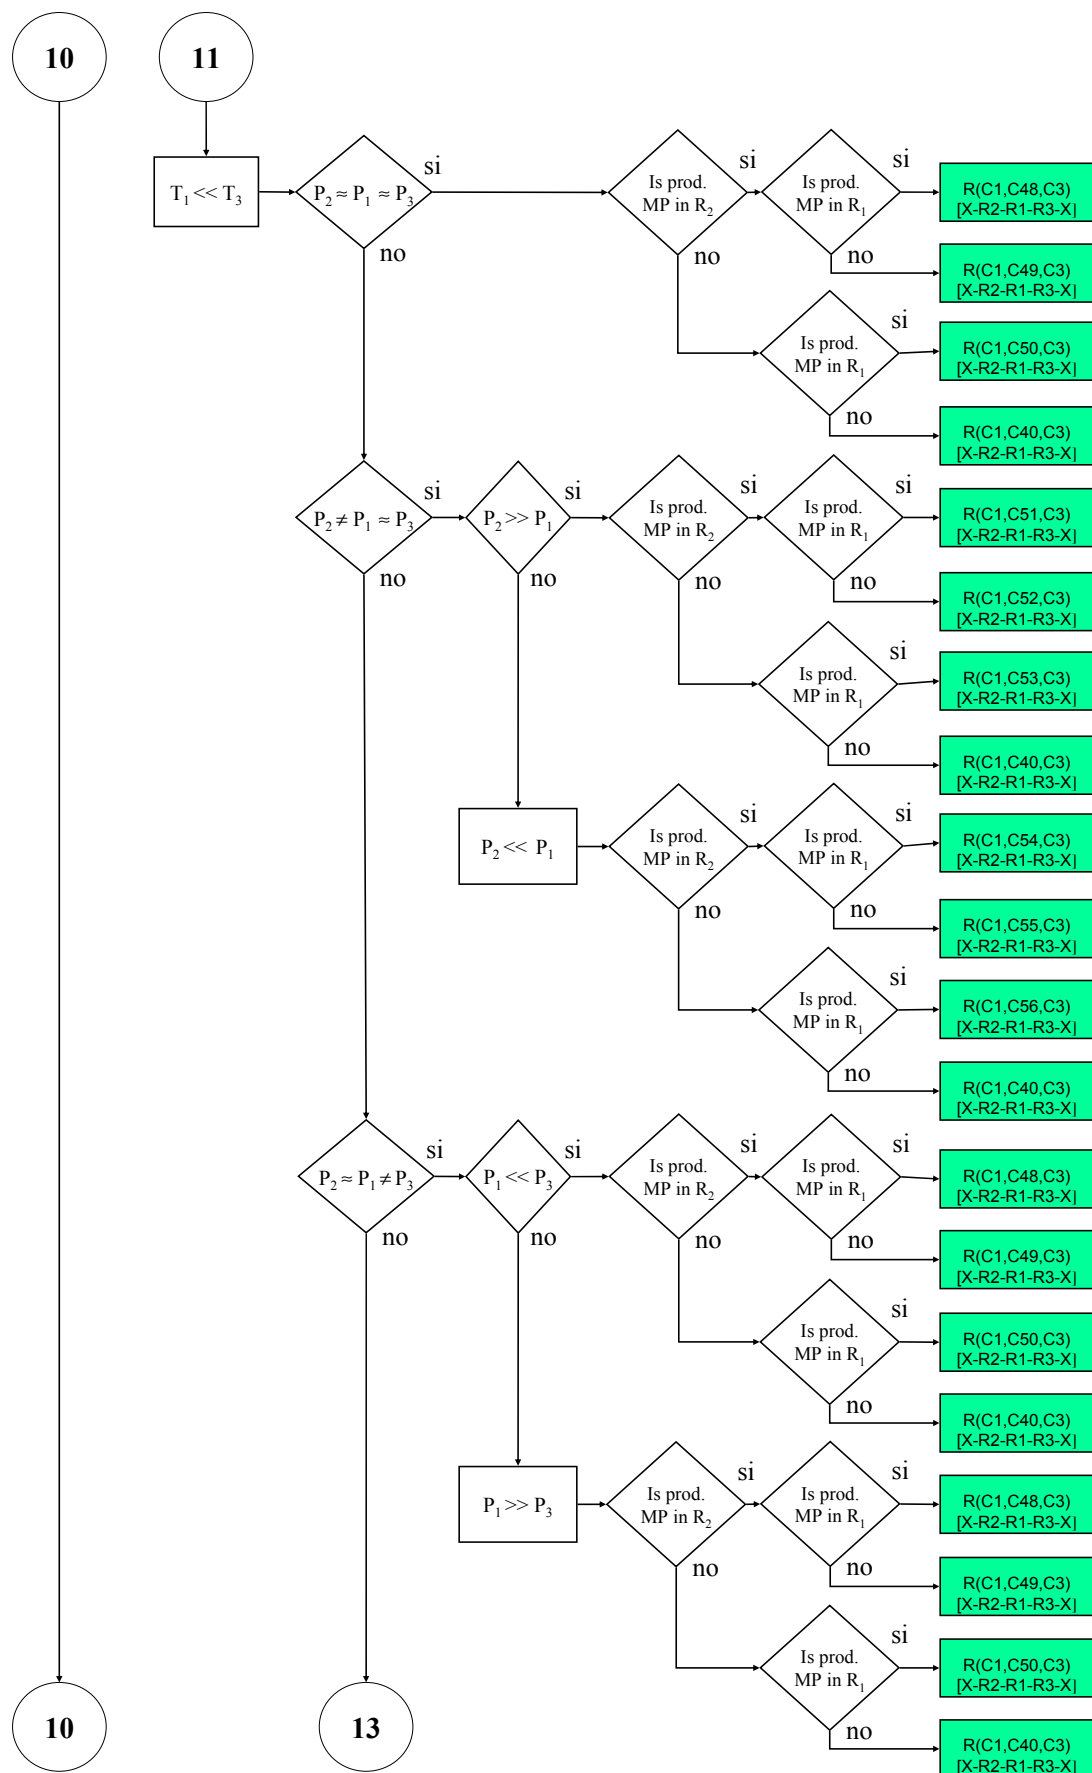 10
11
T₁ << T₃
P₂ ≈ P₁ ≈ P₃
si
no
Is prod.
MP in R₂
si
no
Is prod.
MP in R₁
si
no
R(C1,C48,C3)
[X-R2-R1-R3-X]
R(C1,C49,C3)
[X-R2-R1-R3-X]
Is prod.
MP in R₁
si
no
R(C1,C50,C3)
[X-R2-R1-R3-X]
R(C1,C40,C3)
[X-R2-R1-R3-X]
P₂ ≠ P₁ ≈ P₃
si
no
P₂ >> P₁
si
no
Is prod.
MP in R₂
si
no
Is prod.
MP in R₁
si
no
R(C1,C51,C3)
[X-R2-R1-R3-X]
R(C1,C52,C3)
[X-R2-R1-R3-X]
Is prod.
MP in R₁
si
no
R(C1,C53,C3)
[X-R2-R1-R3-X]
R(C1,C40,C3)
[X-R2-R1-R3-X]
P₂ << P₁
Is prod.
MP in R₂
si
no
Is prod.
MP in R₁
si
no
R(C1,C54,C3)
[X-R2-R1-R3-X]
R(C1,C55,C3)
[X-R2-R1-R3-X]
Is prod.
MP in R₁
si
no
R(C1,C56,C3)
[X-R2-R1-R3-X]
R(C1,C40,C3)
[X-R2-R1-R3-X]
P₂ ≈ P₁ ≠ P₃
si
no
P₁ << P₃
si
no
Is prod.
MP in R₂
si
no
Is prod.
MP in R₁
si
no
R(C1,C48,C3)
[X-R2-R1-R3-X]
R(C1,C49,C3)
[X-R2-R1-R3-X]
Is prod.
MP in R₁
si
no
R(C1,C50,C3)
[X-R2-R1-R3-X]
R(C1,C40,C3)
[X-R2-R1-R3-X]
P₁ >> P₃
Is prod.
MP in R₂
si
no
Is prod.
MP in R₁
si
no
R(C1,C48,C3)
[X-R2-R1-R3-X]
R(C1,C49,C3)
[X-R2-R1-R3-X]
Is prod.
MP in R₁
si
no
R(C1,C50,C3)
[X-R2-R1-R3-X]
R(C1,C40,C3)
[X-R2-R1-R3-X]
10
13